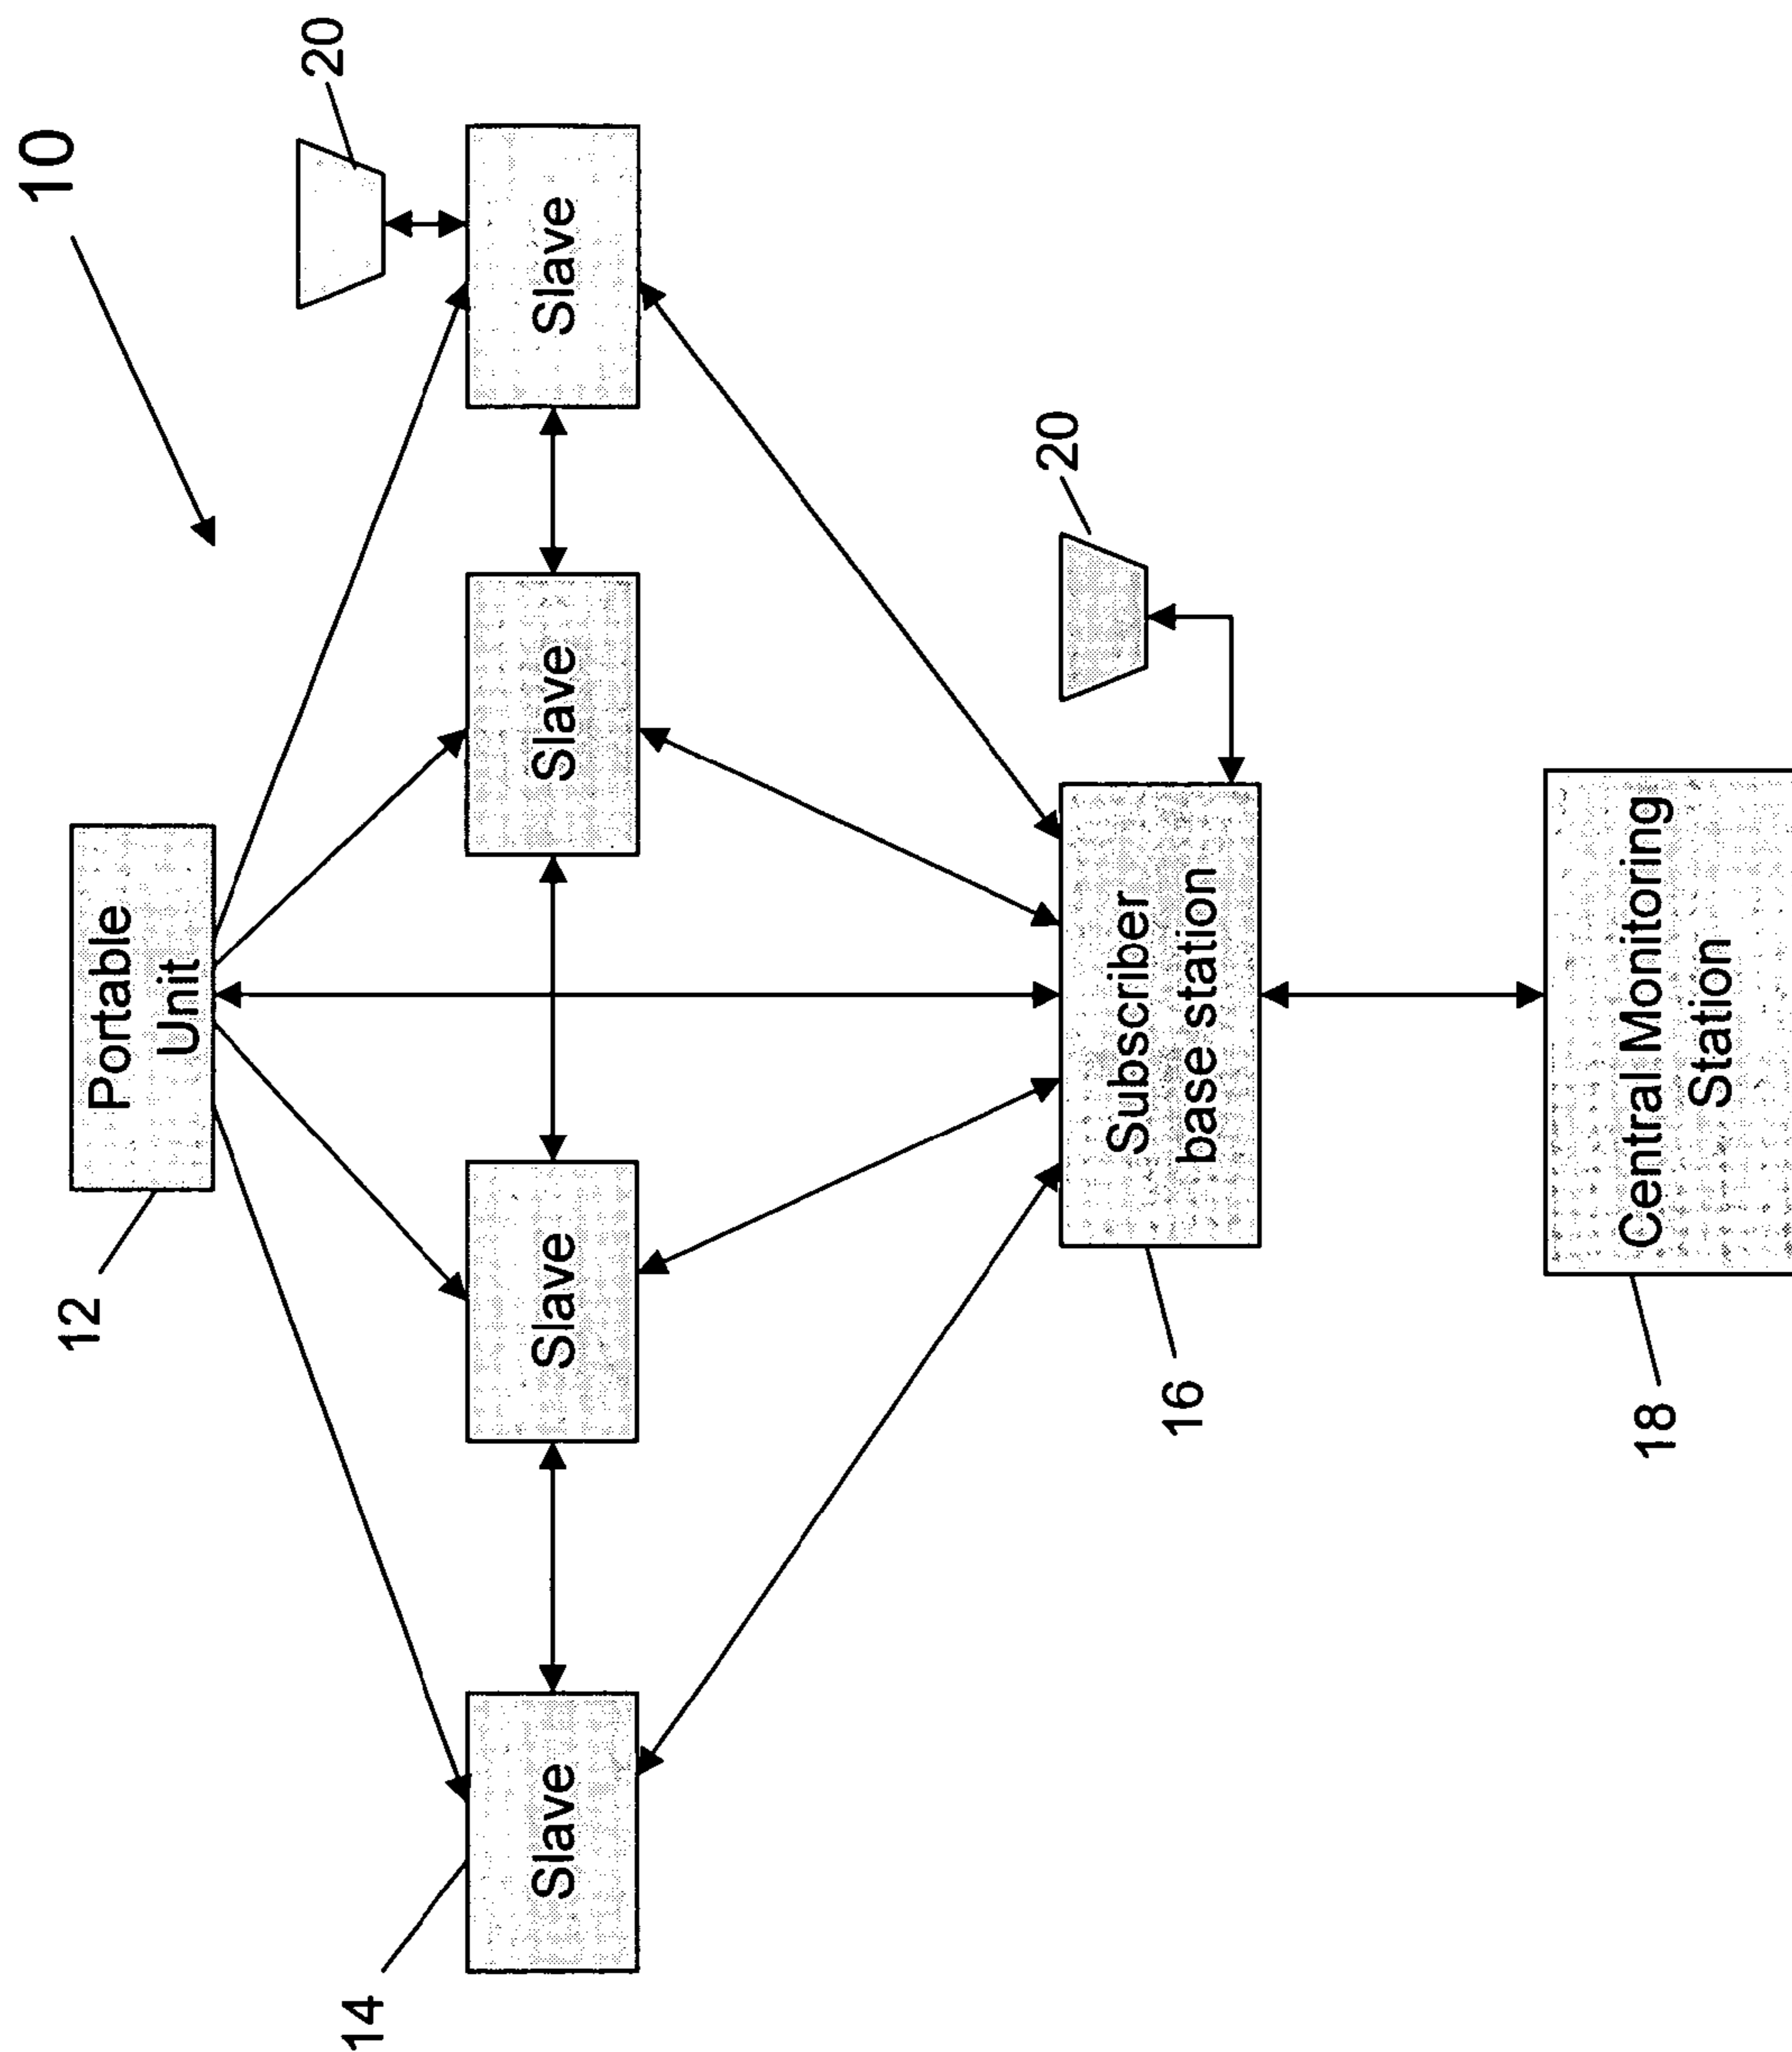 10
20
12
Portable
Unit
14
Slave
Slave
Slave
Slave
20
16
Subscriber
base station
18
Central Monitoring
Station